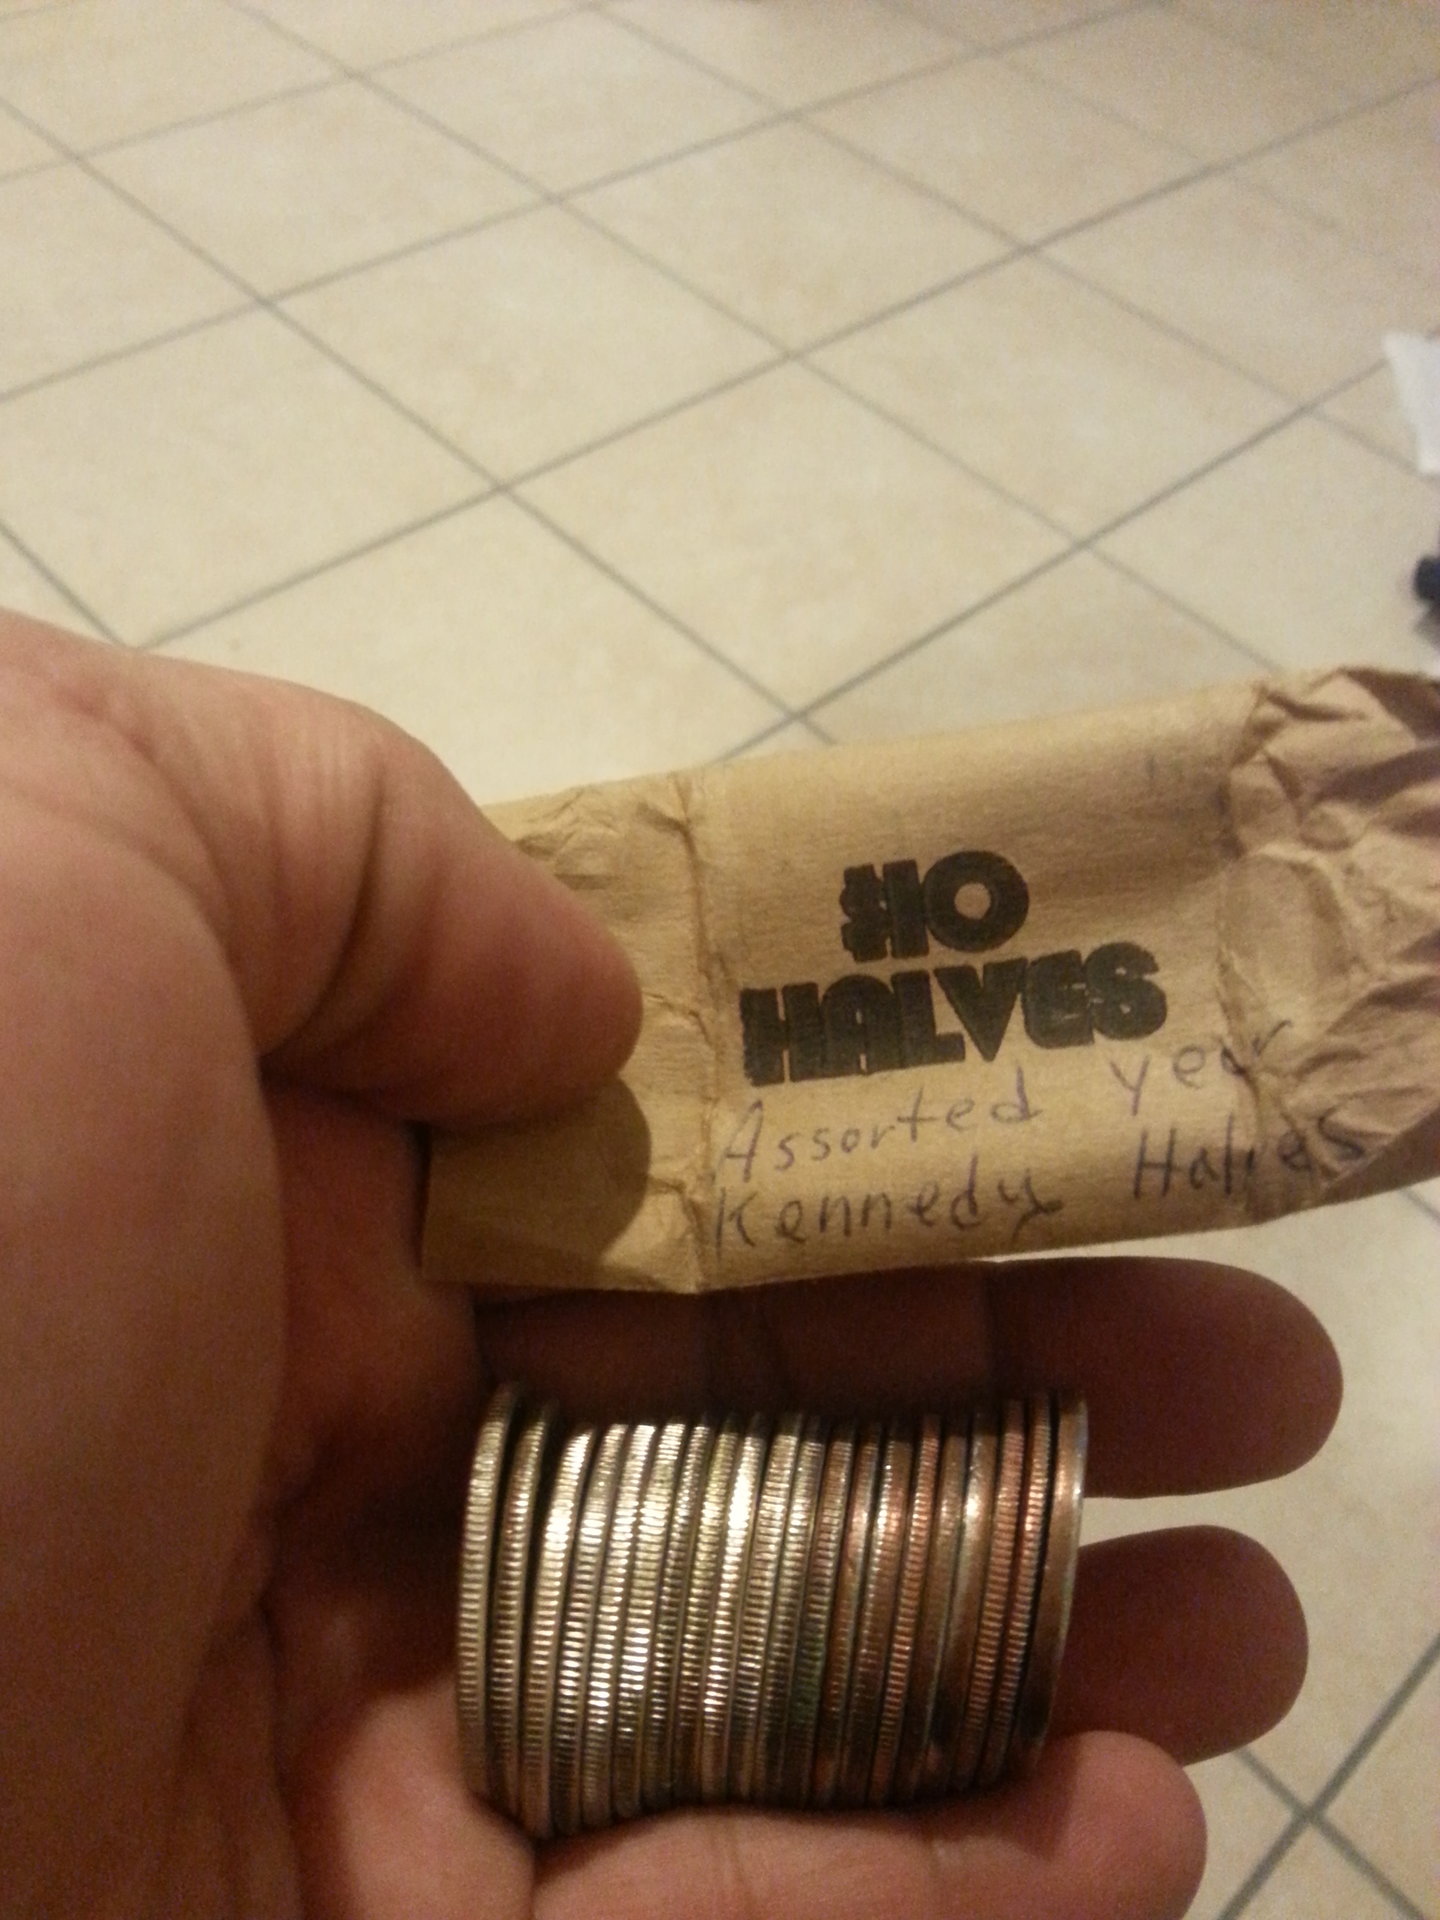 $10
HALVES
Assorted year
Kennedy Halves